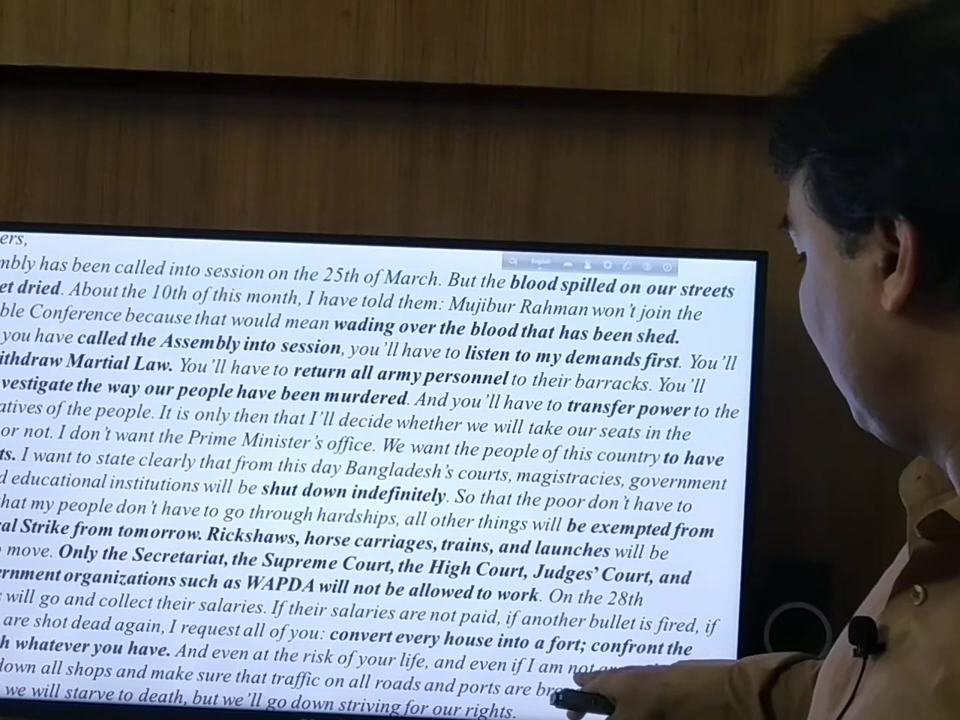 ers,
English
mbly has been called into session on the 25th of March. But the blood spilled on our streets
et dried. About the 10th of this month, I have told them: Mujibur Rahman won't join the
ble Conference because that would mean wading over the blood that has been shed.
you have called the Assembly into session, you'll have to listen to my demands first. You'll
ithdraw Martial Law. You'll have to return all army personnel to their barracks. You'll
vestigate the way our people have been murdered. And you'll have to transfer power to the
atives of the people. It is only then that I'll decide whether we will take our seats in the
or not. I don't want the Prime Minister's office. We want the people of this country to have
ts. I want to state clearly that from this day Bangladesh's courts, magistracies, government
d educational institutions will be shut down indefinitely. So that the poor don't have to
that my people don't have to go through hardships, all other things will be exempted from
al Strike from tomorrow. Rickshaws, horse carriages, trains, and launches will be
move. Only the Secretariat, the Supreme Court, the High Court, Judges' Court, and
ernment organizations such as WAPDA will not be allowed to work. On the 28th
will go and collect their salaries. If their salaries are not paid, if another bullet is fired, if
are shot dead again, I request all of you: convert every house into a fort; confront the
h whatever you have. And even at the risk of your life, and even if I am not
down all shops and make sure that traffic on all roads and ports are br
we will starve to death, but we'll go down striving for our rights.